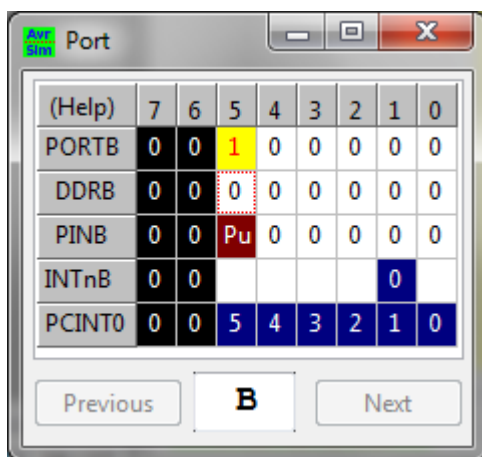 Avr
Sim
Port
(Help) 7 6 5 4 3 2 1 0
PORTB 0 0 1 0 0 0 0 0
DDRB 0 0 0 0 0 0 0 0
PINB 0 0 Pu 0 0 0 0 0
INTnB 0 0 0
PCINT0 0 0 5 4 3 2 1 0
Previous B Next